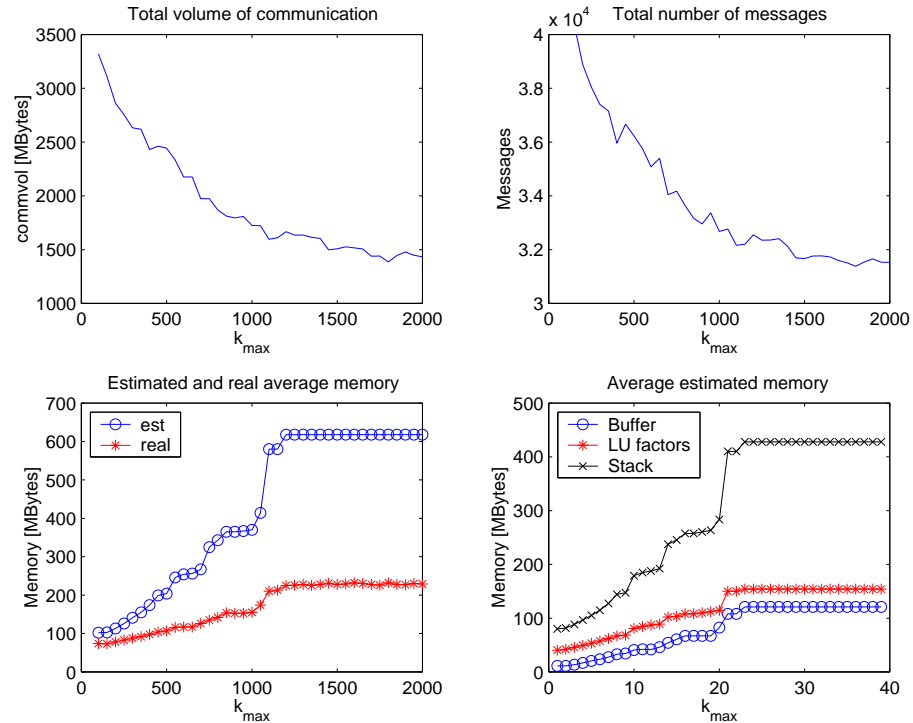 Total volume of communication
3500
3000
2500
2000
1500
1000
commvol [MBytes]
0
500
1000
1500
2000
k_max
Total number of messages
x 10^4
4
3.8
3.6
3.4
3.2
3
Messages
0
500
1000
1500
2000
k_max
Estimated and real average memory
700
600
500
400
300
200
100
0
Memory [MBytes]
est
real
0
500
1000
1500
2000
k_max
Average estimated memory
500
400
300
200
100
0
Memory [MBytes]
Buffer
LU factors
Stack
0
10
20
30
40
k_max